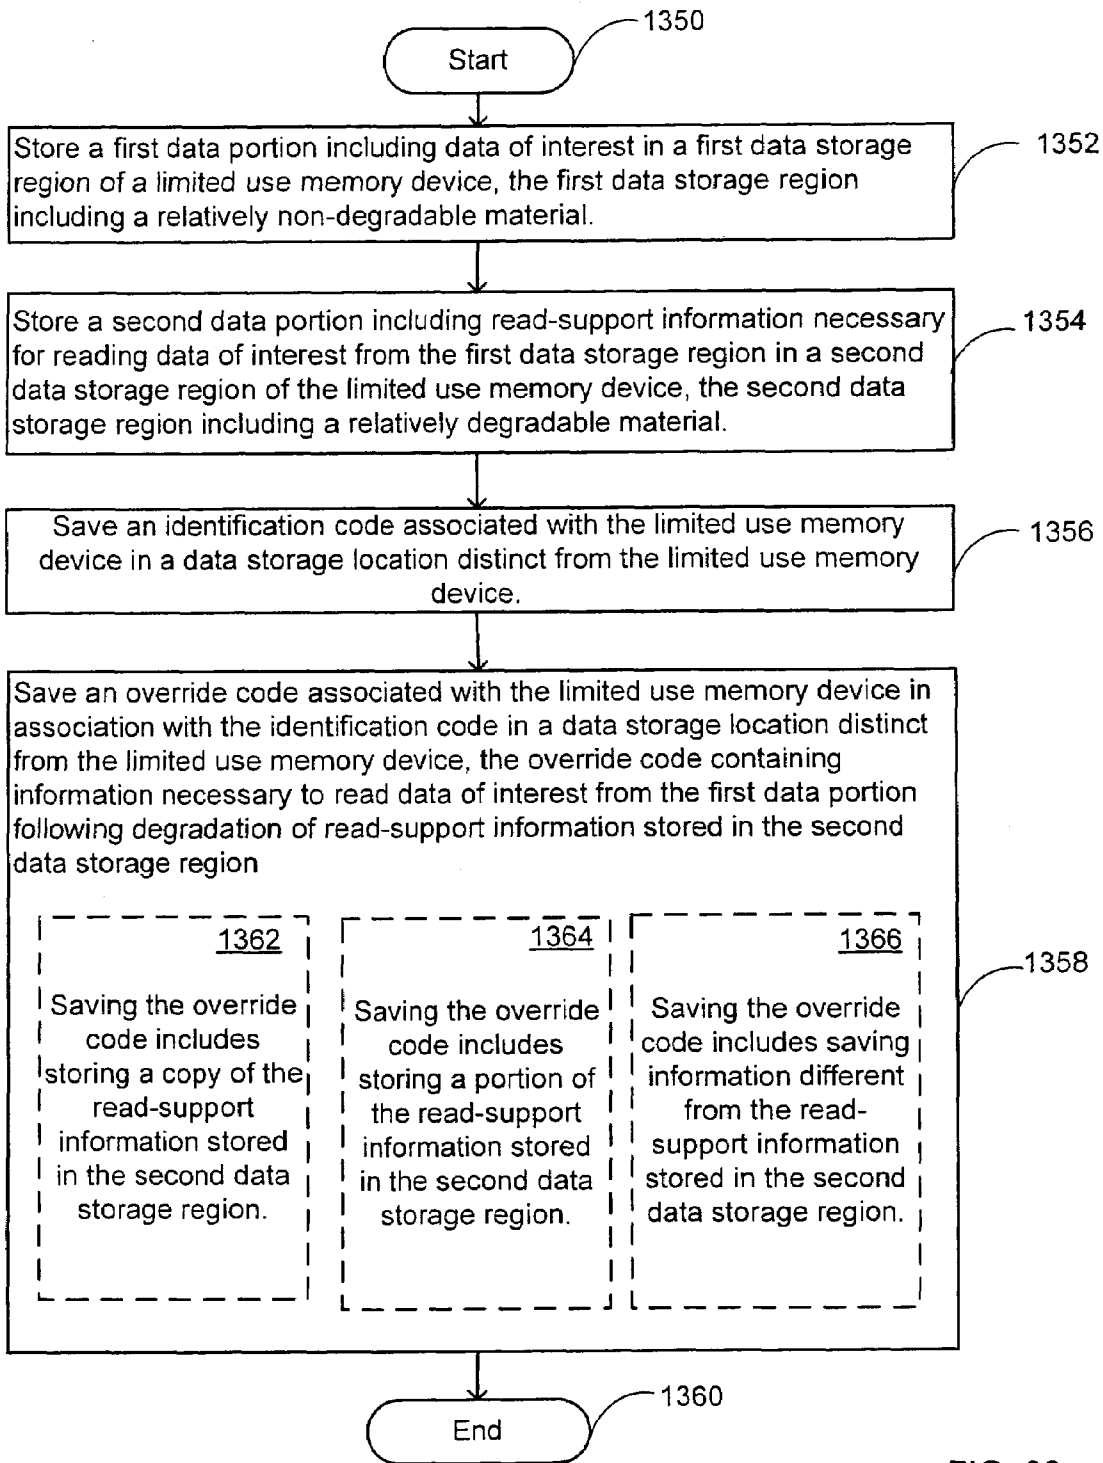 1350
Start
1352
Store a first data portion including data of interest in a first data storage
region of a limited use memory device, the first data storage region
including a relatively non-degradable material.
1354
Store a second data portion including read-support information necessary
for reading data of interest from the first data storage region in a second
data storage region of the limited use memory device, the second data
storage region including a relatively degradable material.
1356
Save an identification code associated with the limited use memory
device in a data storage location distinct from the limited use memory
device.
Save an override code associated with the limited use memory device in
association with the identification code in a data storage location distinct
from the limited use memory device, the override code containing
information necessary to read data of interest from the first data portion
following degradation of read-support information stored in the second
data storage region
1358
1362
Saving the override
code includes
storing a copy of the
read-support
information stored
in the second data
storage region.
1364
Saving the override
code includes
storing a portion of
the read-support
information stored
in the second data
storage region.
1366
Saving the override
code includes saving
information different
from the read-
support information
stored in the second
data storage region.
1360
End